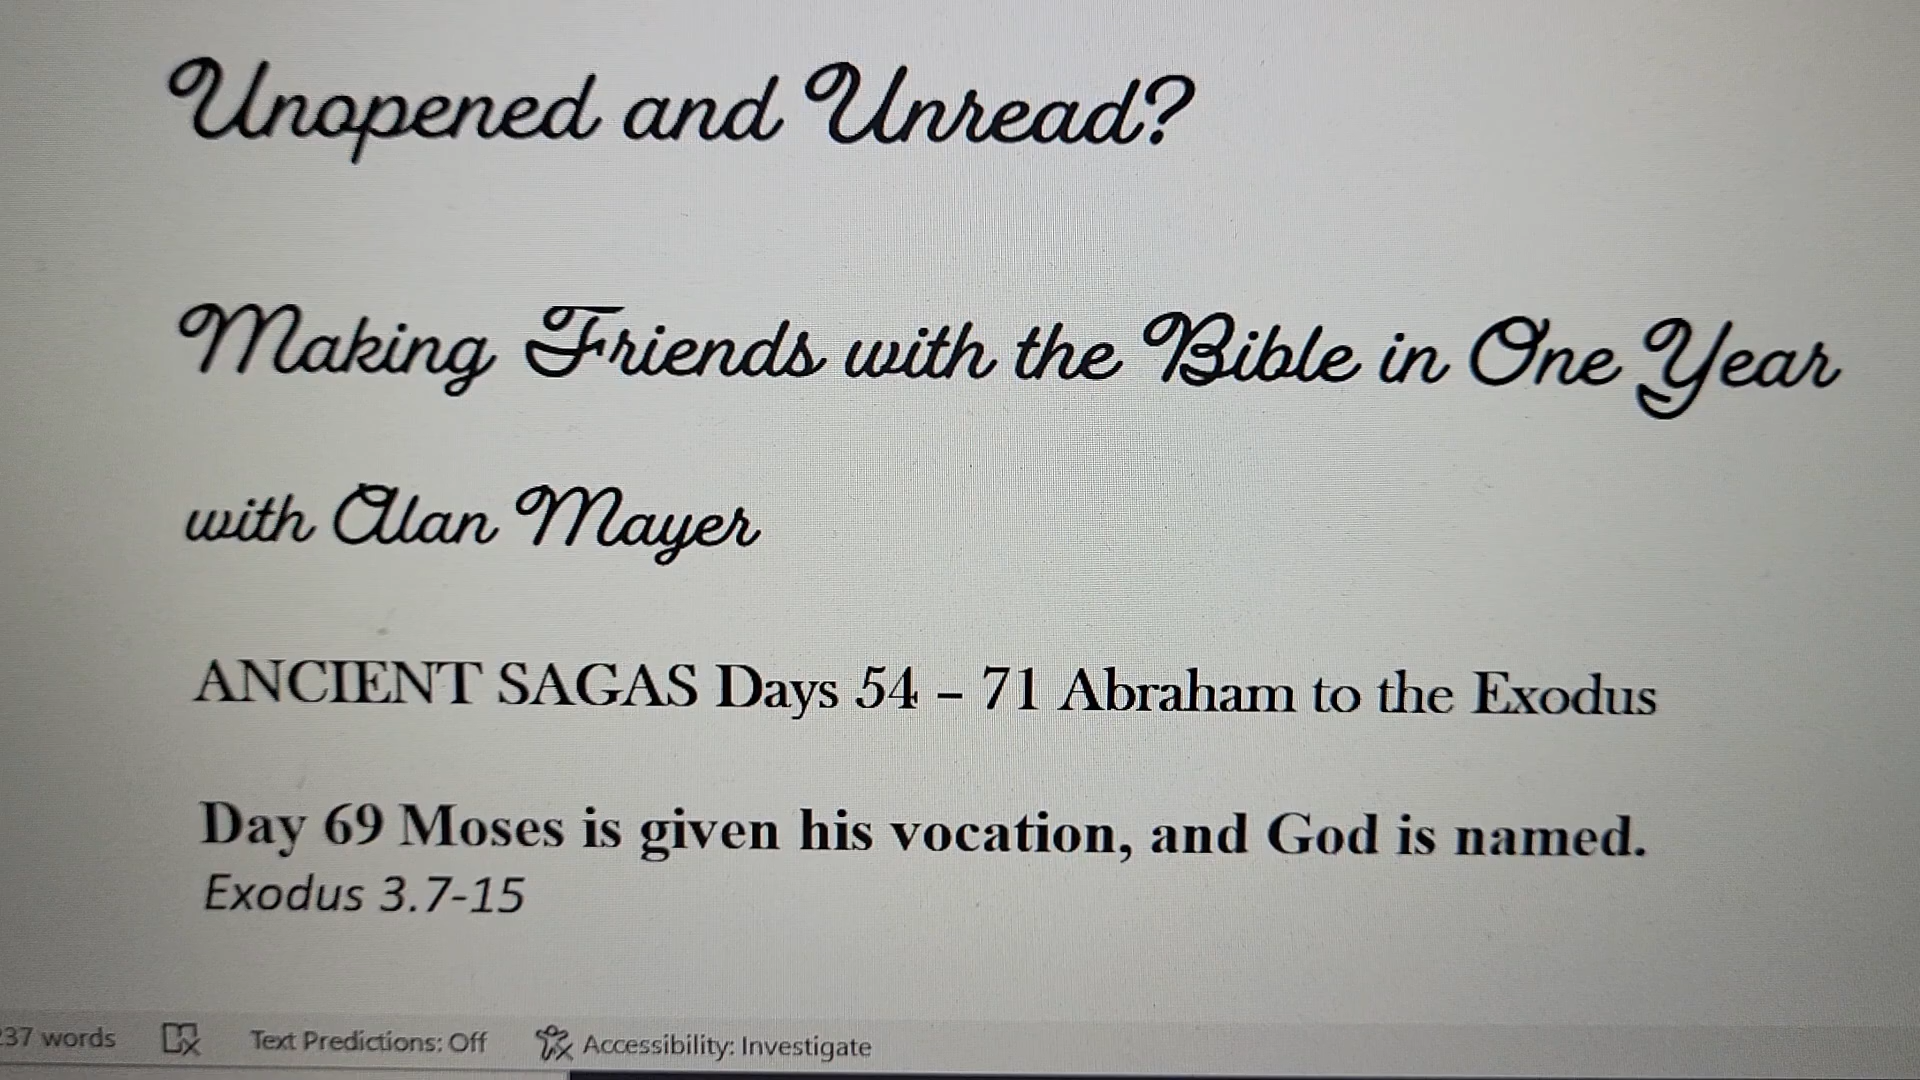 Unopened and Unread?
Making Friends with the Bible in One Year
with Alan Mayer
ANCIENT SAGAS Days 54 – 71 Abraham to the Exodus
Day 69 Moses is given his vocation, and God is named.
Exodus 3.7-15
37 words Text Predictions: Off Accessibility: Investigate